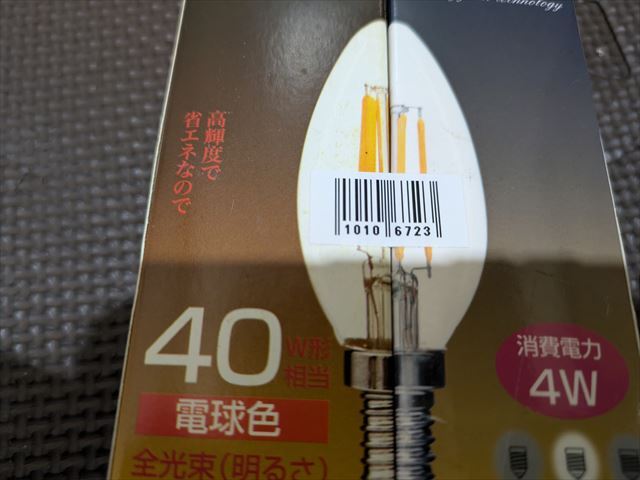 technology
高輝度で
省エネなので
1010 6723
40
W形
相当
電球色
全光束(明るさ)
消費電力
4W